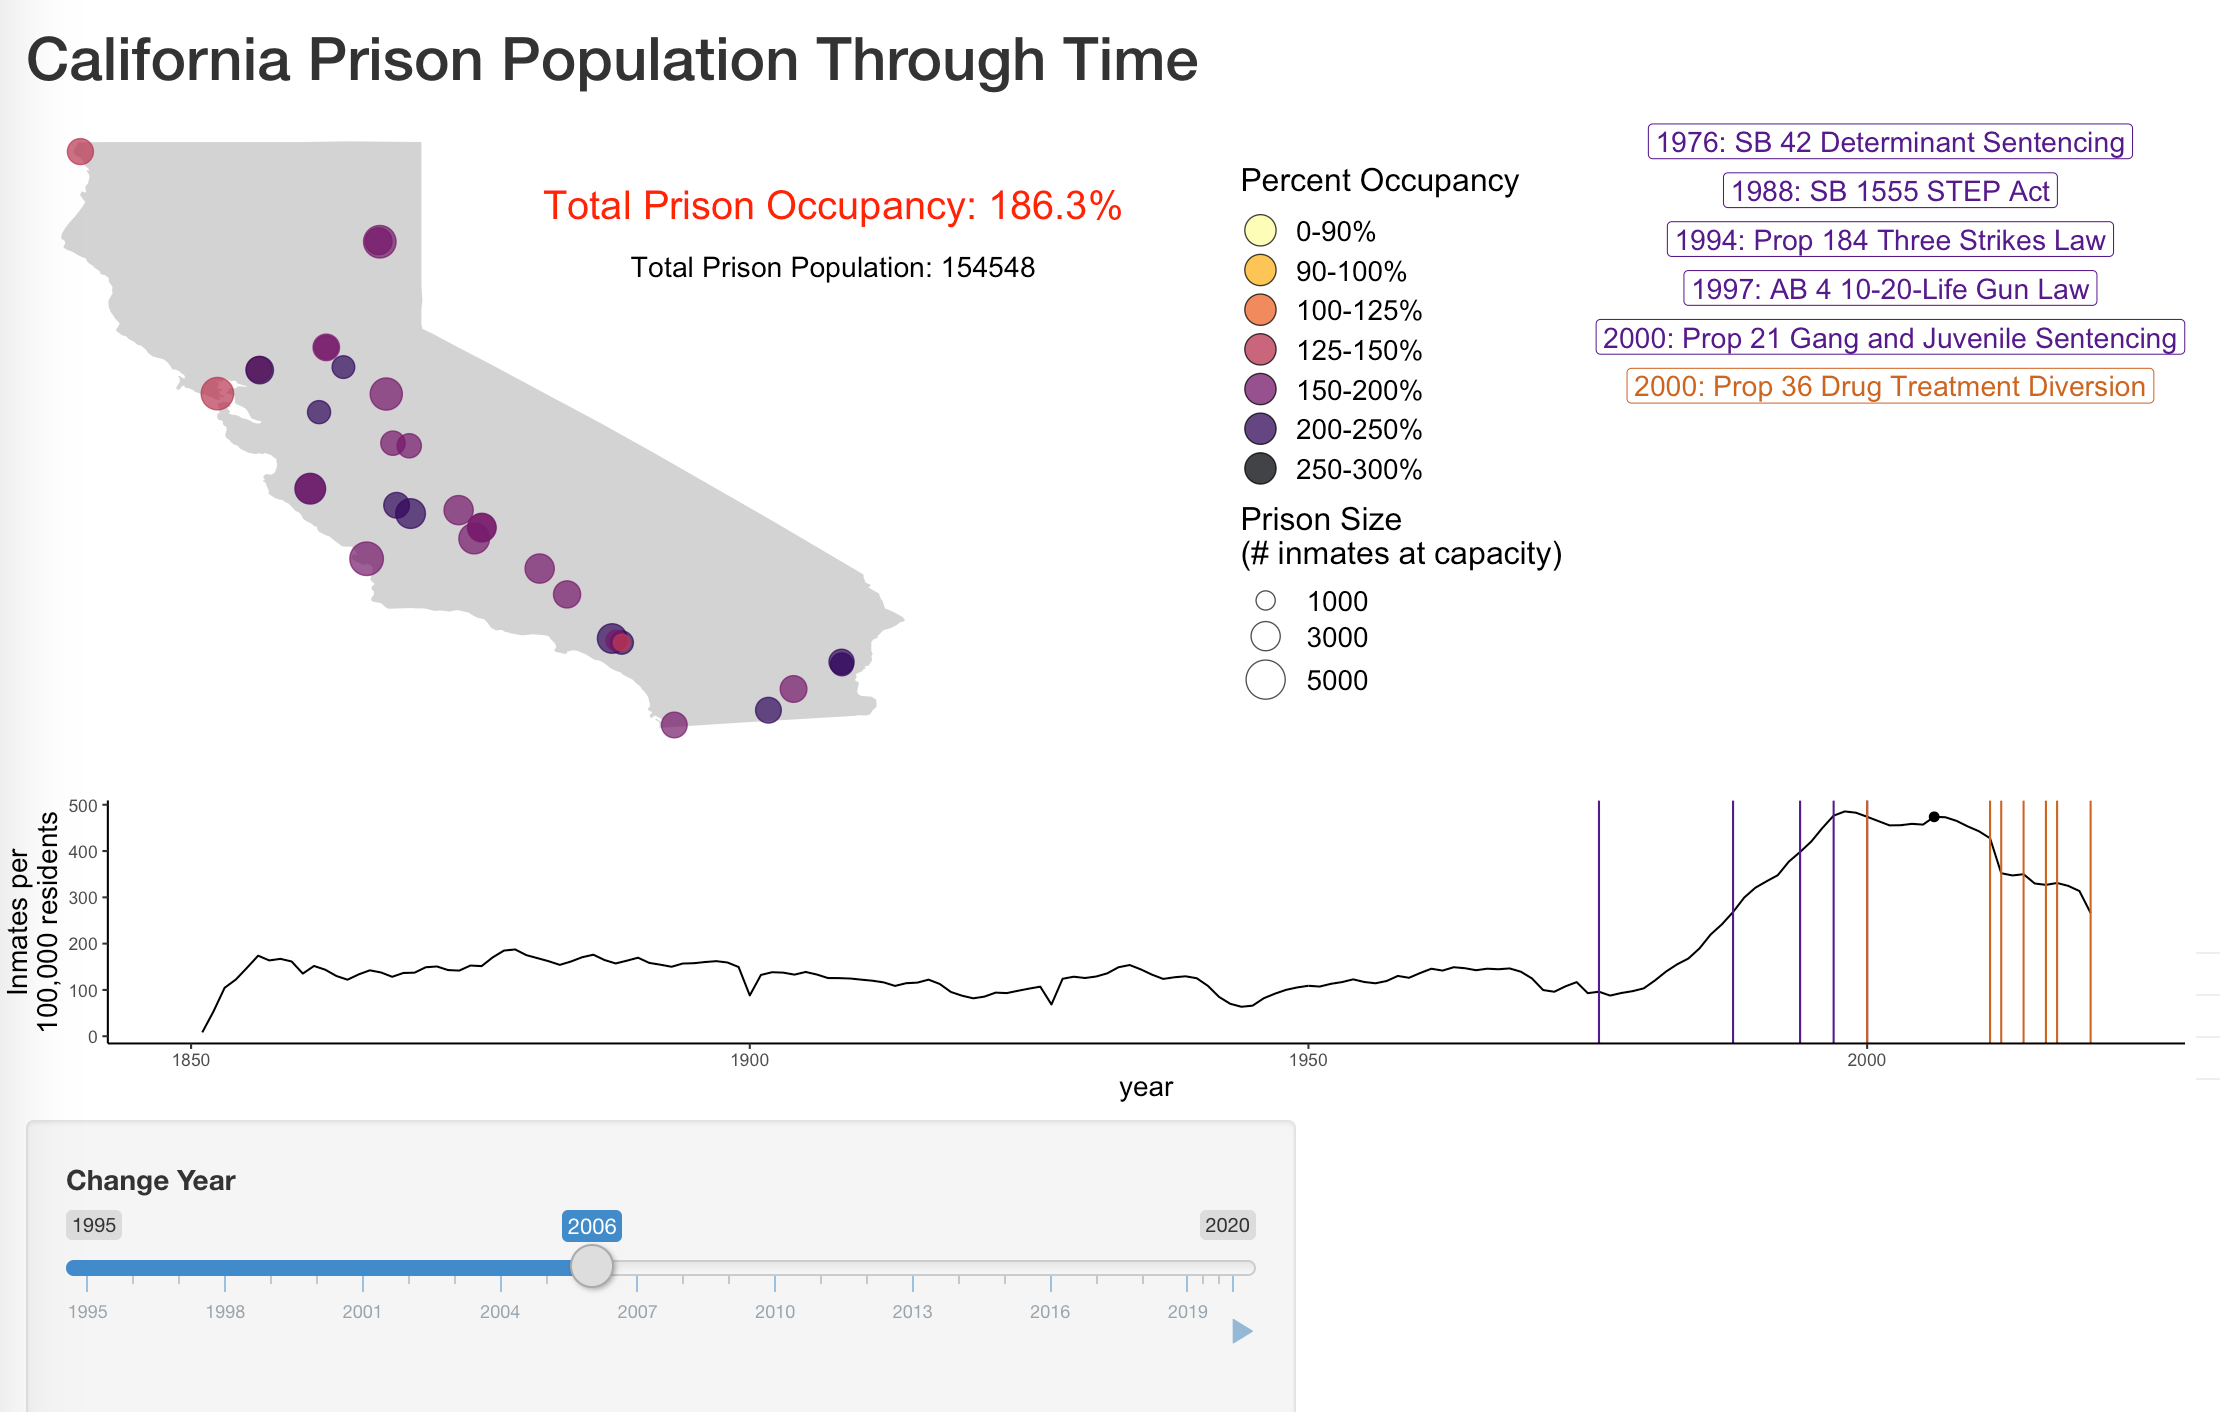 California Prison Population Through Time
Total Prison Occupancy: 186.3%
Total Prison Population: 154548
Percent Occupancy
0-90%
90-100%
100-125%
125-150%
150-200%
200-250%
250-300%
Prison Size
(# inmates at capacity)
1000
3000
5000
1976: SB 42 Determinant Sentencing
1988: SB 1555 STEP Act
1994: Prop 184 Three Strikes Law
1997: AB 4 10-20-Life Gun Law
2000: Prop 21 Gang and Juvenile Sentencing
2000: Prop 36 Drug Treatment Diversion
Inmates per
100,000 residents
500
400
300
200
100
0
1850 1900 1950 2000
year
Change Year
1995 2006 2020
1995 1998 2001 2004 2007 2010 2013 2016 2019